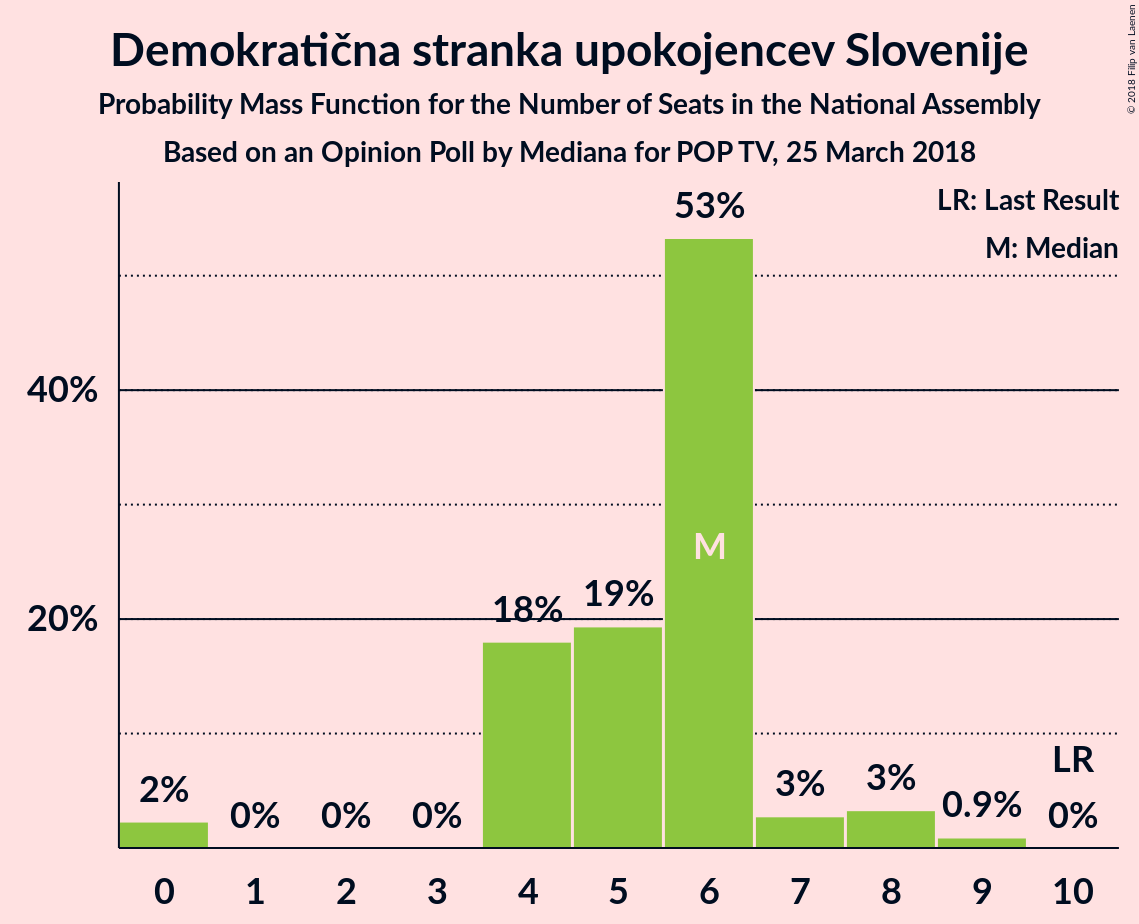 Demokratična stranka upokojencev Slovenije
Probability Mass Function for the Number of Seats in the National Assembly
Based on an Opinion Poll by Mediana for POP TV, 25 March 2018
© 2018 Filip van Laenen
LR: Last Result
M: Median
53%
40%
M
19%
18%
20%
LR
2%
0%
0%
0%
3%
3%
0.9%
0%
0 1 2 3 4 5 6 7 8 9 10